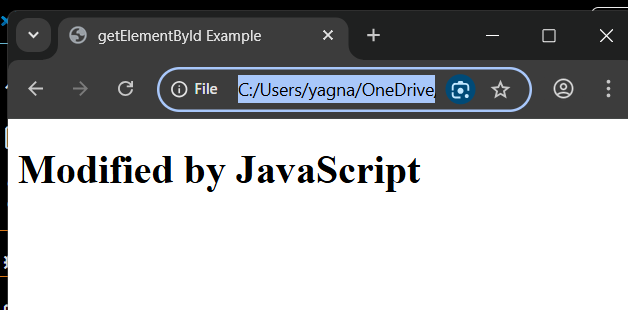 getElementById Example
File C:/Users/yagna/OneDrive/
Modified by JavaScript